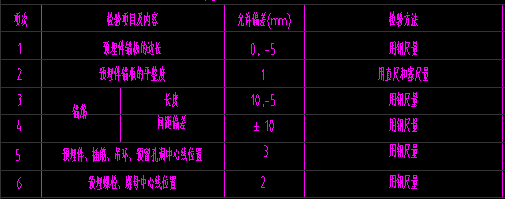 项次 检验项目及内容 允许偏差(mm) 检验方法
1 预埋件锚板的边长 0,-5 用钢尺量
2 预埋件锚板的平整度 1 用直尺和塞尺量
3 锚筋 长度 10,-5 用钢尺量
4 间距偏差 ±10 用钢尺量
5 预埋件、插筋、吊环、预留孔洞中心线位置 3 用钢尺量
6 预埋螺栓、螺母中心线位置 2 用钢尺量